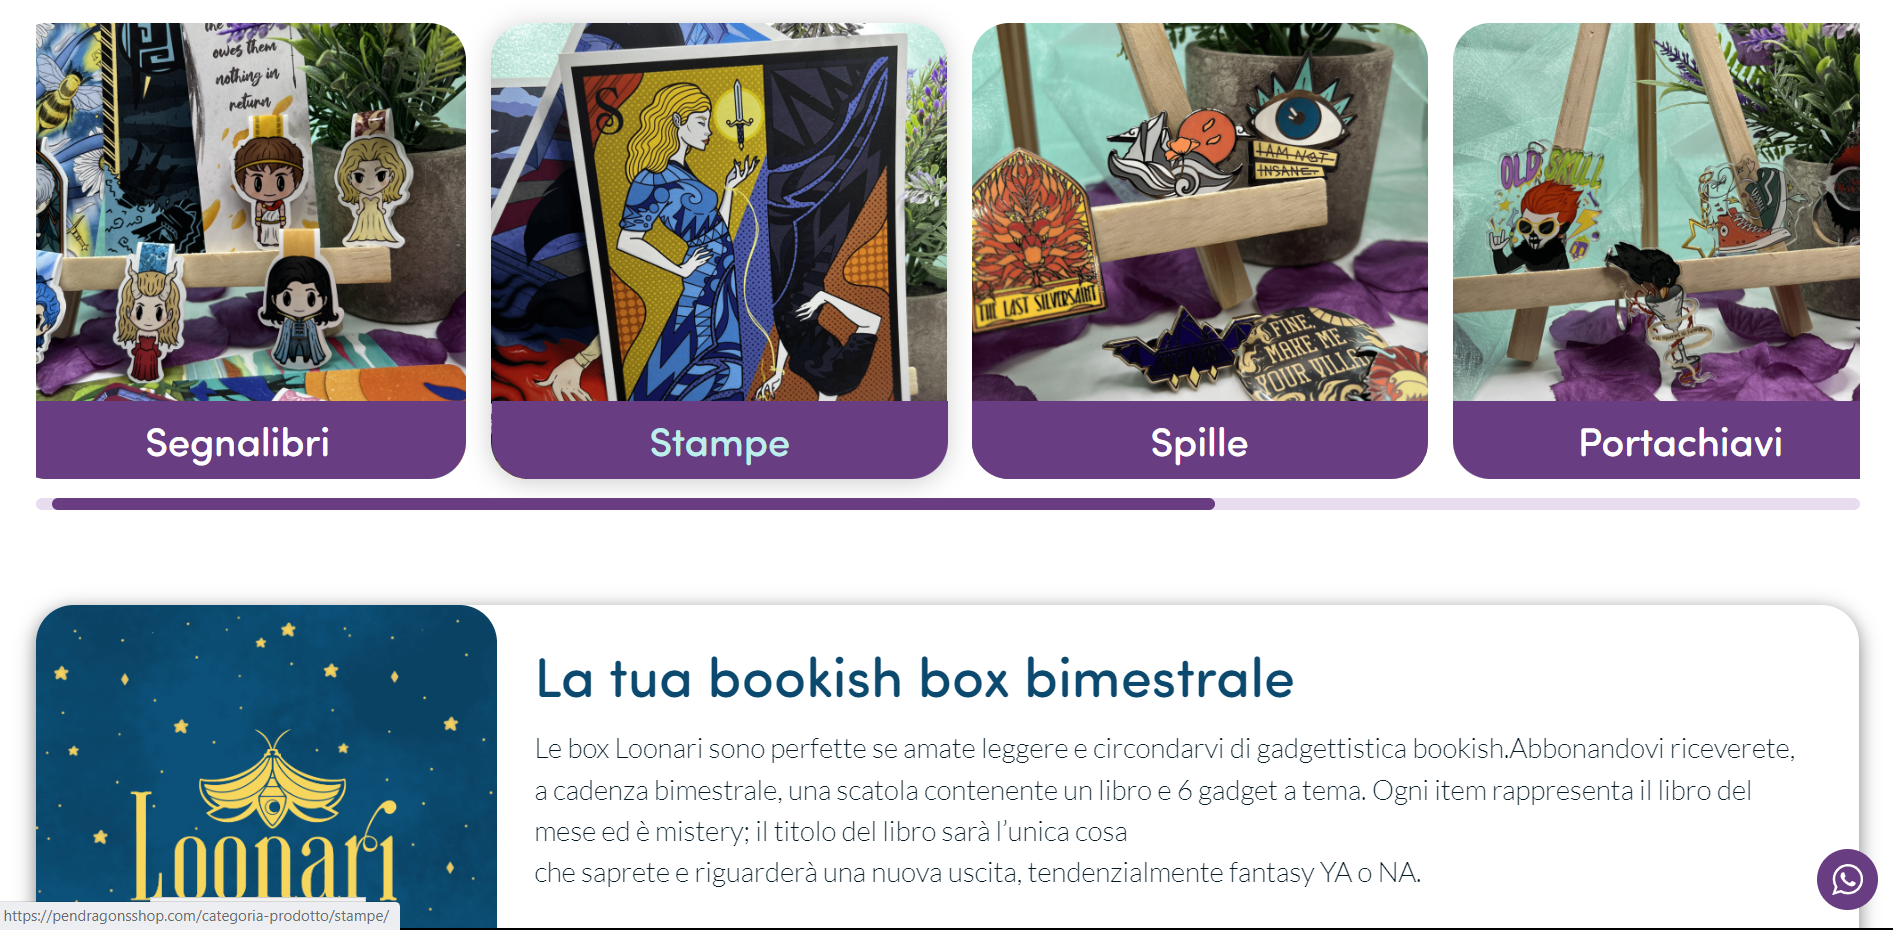 the
owes them
nothing in
return
S
I AM NOT
INSANE.
THE LAST SILVERSAINT
FINE,
MAKE ME
YOUR VILLA
OLD SKULL
Segnalibri
Stampe
Spille
Portachiavi
La tua bookish box bimestrale
Le box Loonari sono perfette se amate leggere e circondarvi di gadgettistica bookish.Abbonandovi riceverete,
a cadenza bimestrale, una scatola contenente un libro e 6 gadget a tema. Ogni item rappresenta il libro del
mese ed è mistery; il titolo del libro sarà l’unica cosa
che saprete e riguarderà una nuova uscita, tendenzialmente fantasy YA o NA.
Loonari
https://pendragonsshop.com/categoria-prodotto/stampe/